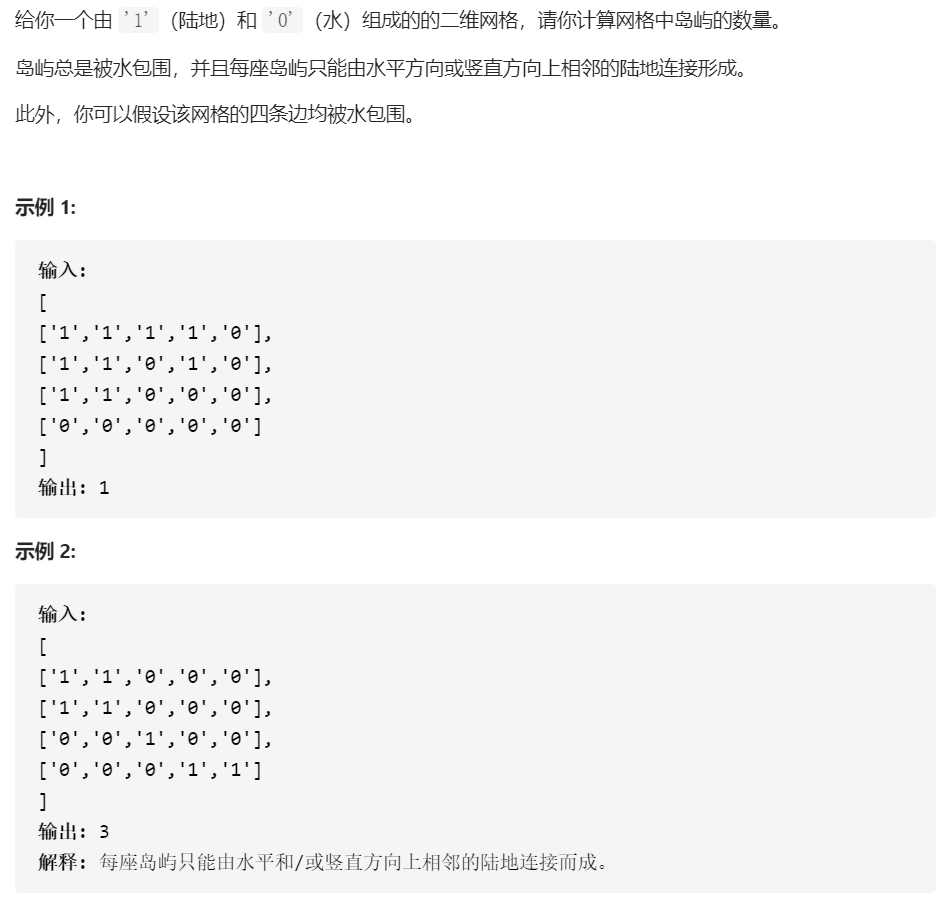 给你一个由 '1'（陆地）和 '0'（水）组成的的二维网格，请你计算网格中岛屿的数量。
岛屿总是被水包围，并且每座岛屿只能由水平方向或竖直方向上相邻的陆地连接形成。
此外，你可以假设该网格的四条边均被水包围。
示例 1:
输入:
[
['1','1','1','1','0'],
['1','1','0','1','0'],
['1','1','0','0','0'],
['0','0','0','0','0']
]
输出: 1
示例 2:
输入:
[
['1','1','0','0','0'],
['1','1','0','0','0'],
['0','0','1','0','0'],
['0','0','0','1','1']
]
输出: 3
解释: 每座岛屿只能由水平和/或竖直方向上相邻的陆地连接而成。